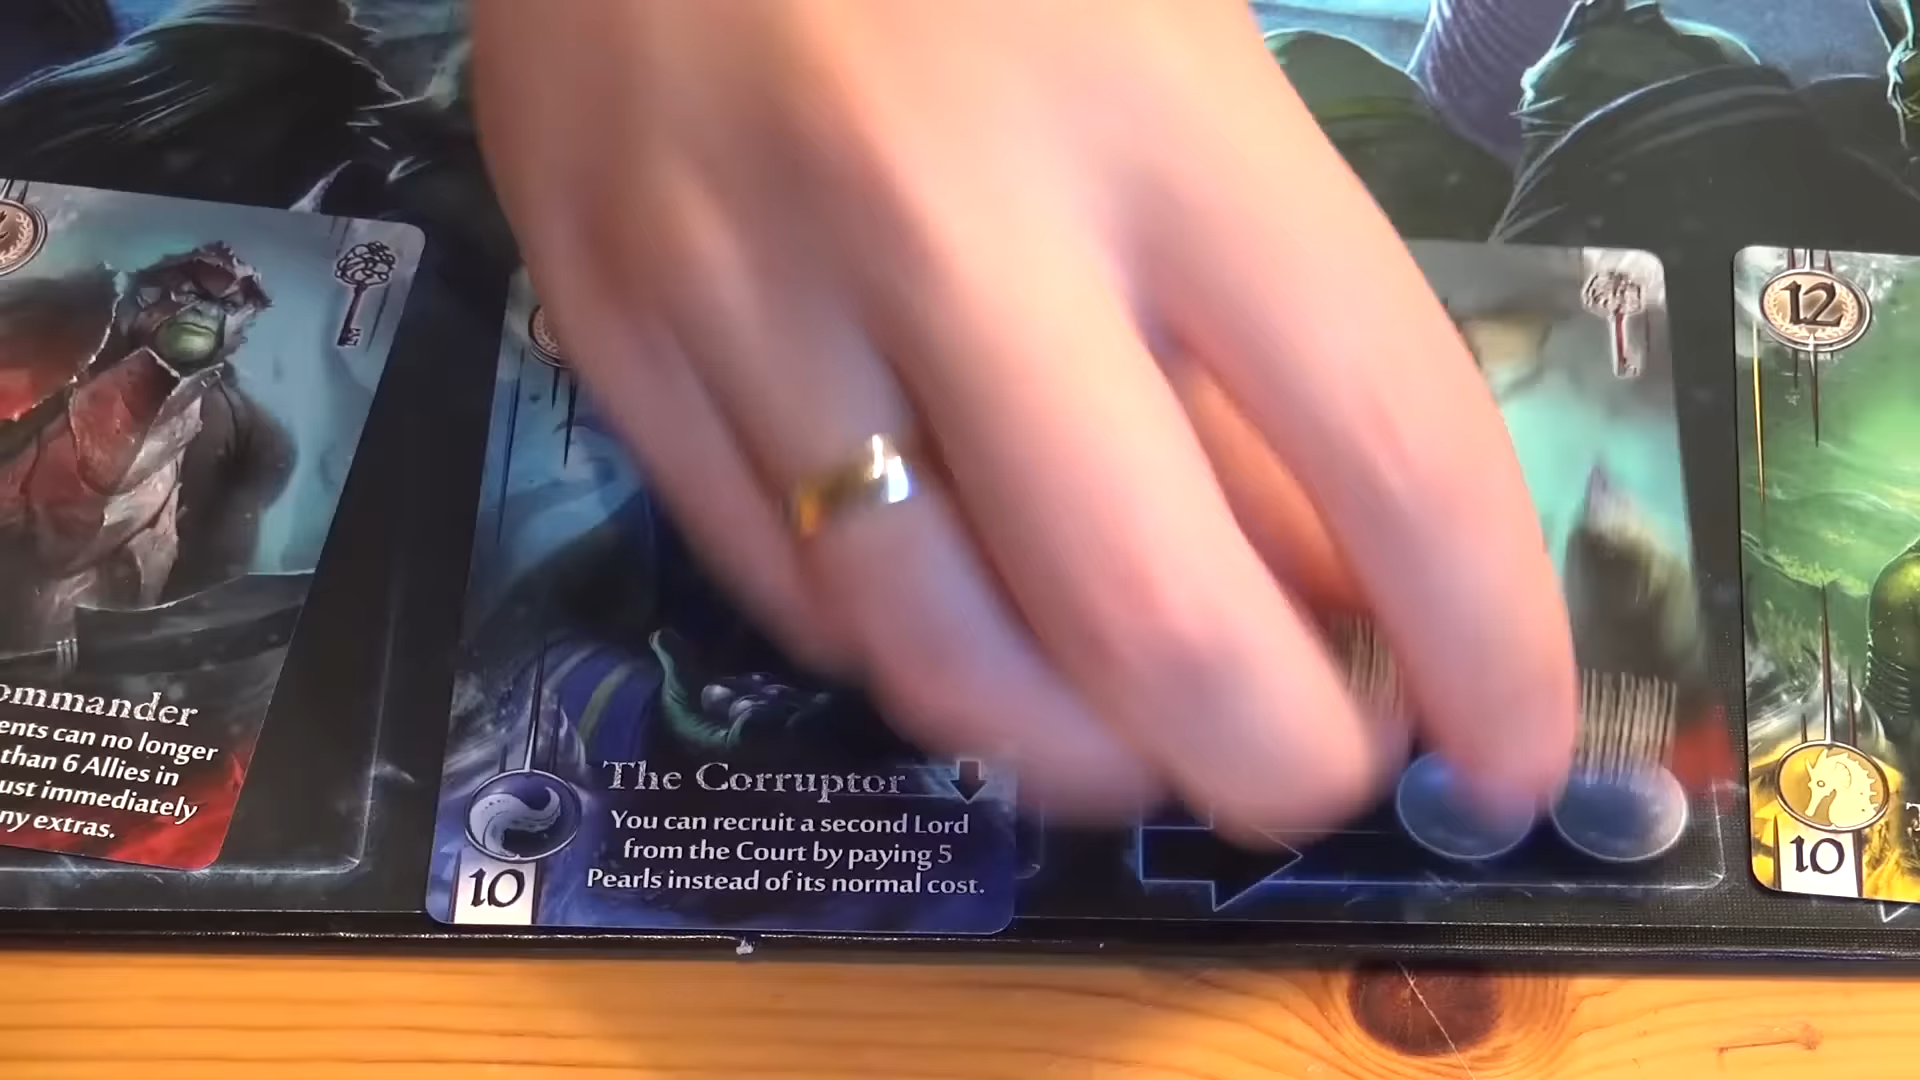 ommander
ents can no longer
than 6 Allies in
ust immediately
ny extras.
The Corruptor
You can recruit a second Lord
from the Court by paying 5
Pearls instead of its normal cost.
10
12
10